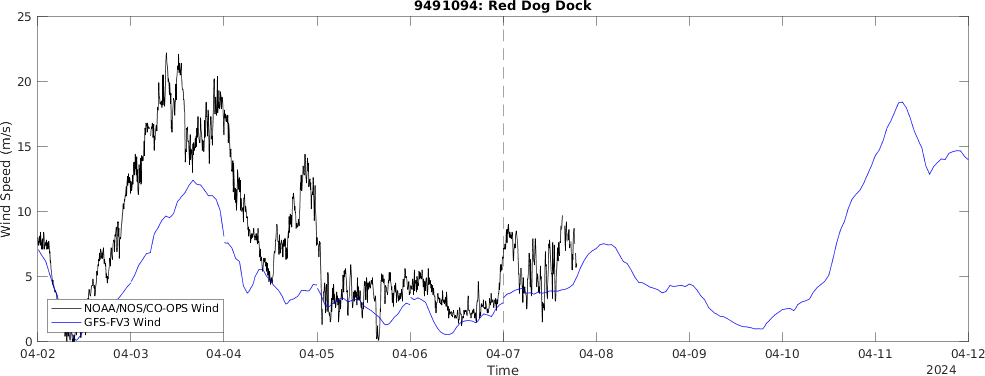 9491094: Red Dog Dock
25
20
15
10
5
0
Wind Speed (m/s)
NOAA/NOS/CO-OPS Wind
GFS-FV3 Wind
04-02 04-03 04-04 04-05 04-06 04-07 04-08 04-09 04-10 04-11 04-12
Time
2024